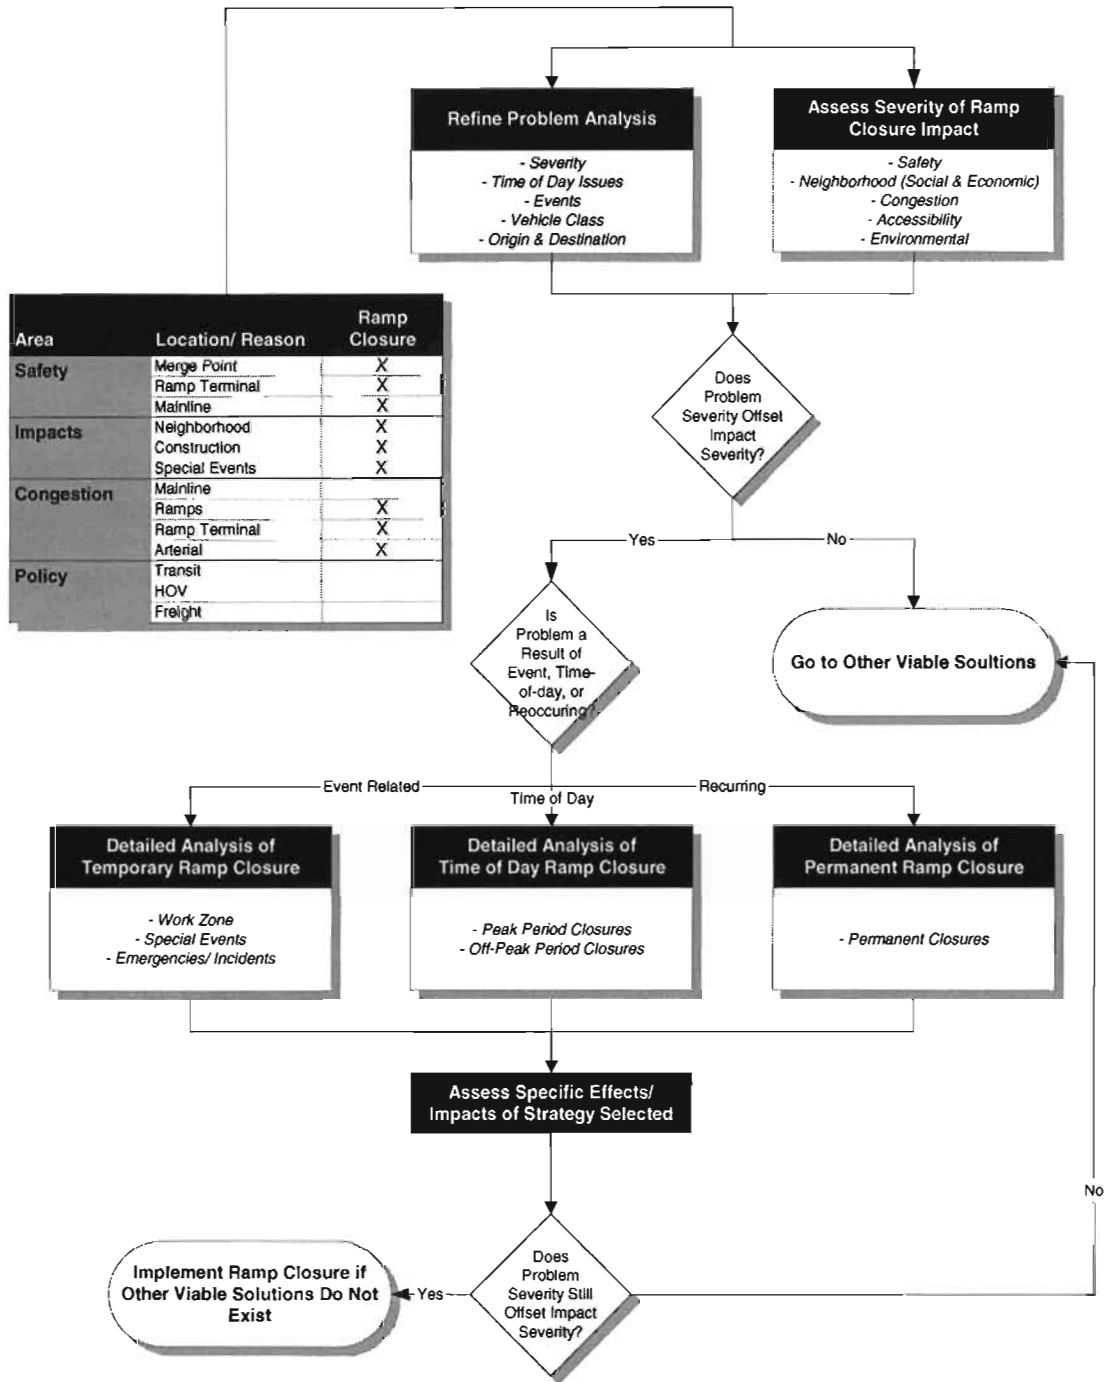 Refine Problem Analysis
- Severity
- Time of Day Issues
- Events
- Vehicle Class
- Origin & Destination
Assess Severity of Ramp
Closure Impact
- Safety
- Neighborhood (Social & Economic)
- Congestion
- Accessibility
- Environmental
Area Location/ Reason Ramp Closure
Safety Merge Point X
Ramp Terminal X
Mainline X
Impacts Neighborhood X
Construction X
Special Events X
Congestion Mainline
Ramps X
Ramp Terminal X
Arterial X
Policy Transit
HOV
Freight
Does
Problem
Severity Offset
Impact
Severity?
Yes
No
Is
Problem a
Result of
Event, Time-
of-day, or
Reoccuring?
Go to Other Viable Soultions
Event Related
Time of Day
Recurring
Detailed Analysis of
Temporary Ramp Closure
- Work Zone
- Special Events
- Emergencies/ Incidents
Detailed Analysis of
Time of Day Ramp Closure
- Peak Period Closures
- Off-Peak Period Closures
Detailed Analysis of
Permanent Ramp Closure
- Permanent Closures
Assess Specific Effects/
Impacts of Strategy Selected
No
Does
Problem
Severity Still
Offset Impact
Severity?
Yes
Implement Ramp Closure if
Other Viable Solutions Do Not
Exist